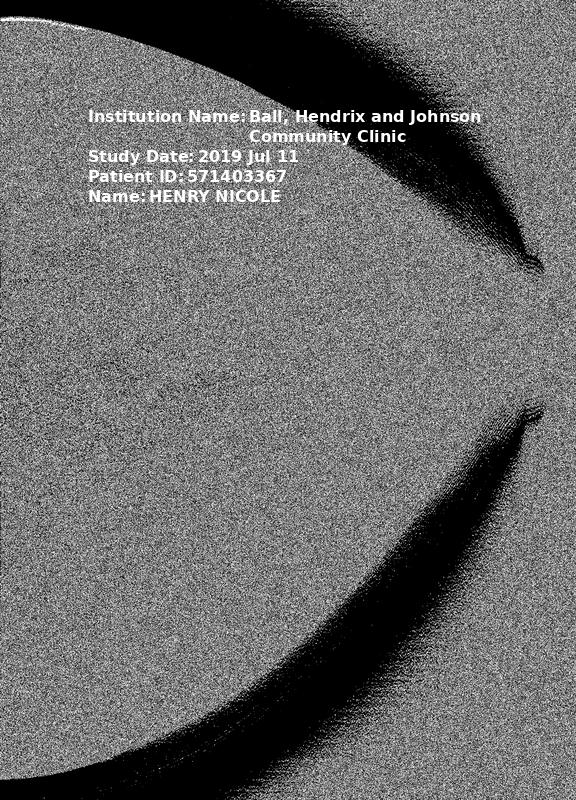 Institution Name: Ball, Hendrix and Johnson
Community Clinic
Study Date: 2019 Jul 11
Patient ID: 571403367
Name: HENRY NICOLE